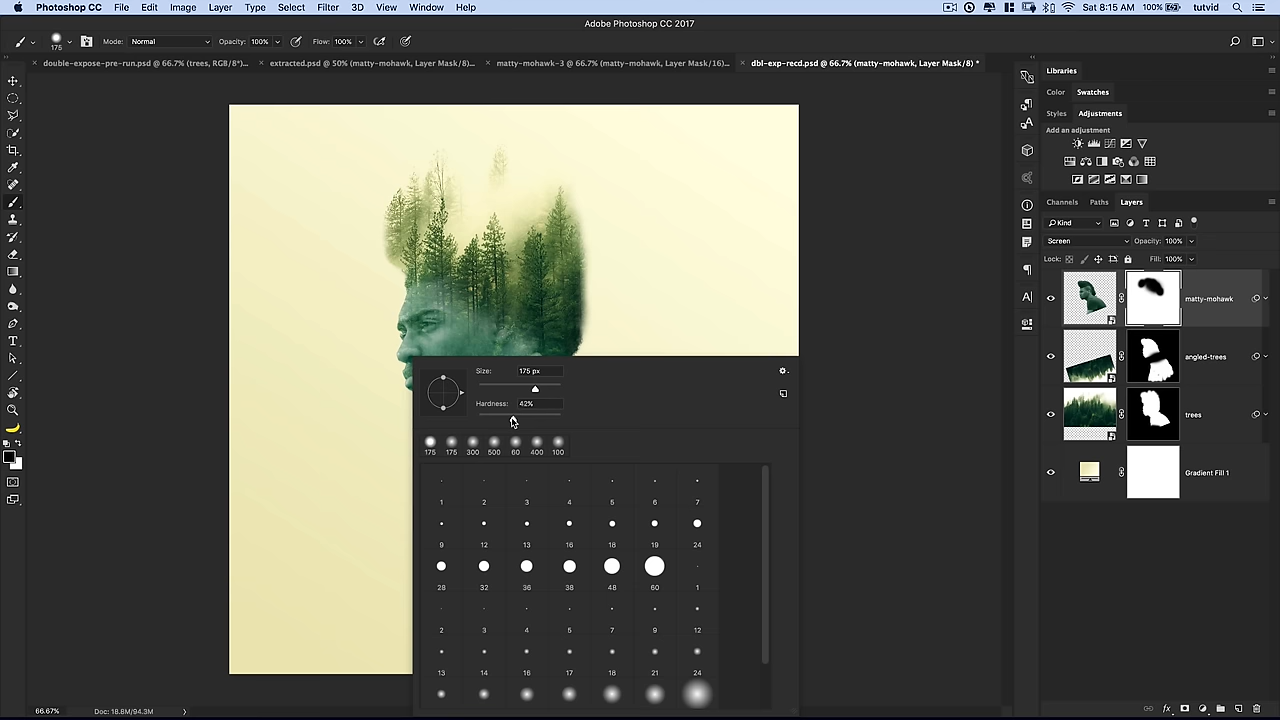 Photoshop CC File Edit Image Layer Type Select Filter 3D View Window Help 100% Sat 8:15 AM tutvid
Adobe Photoshop CC 2017
175 Mode: Normal Opacity: 100% Flow: 100%
double-expose-pre-run.psd @ 66.7% (trees, RGB/8*)... extracted.psd @ 50% (matty-mohawk, Layer Mask/8)... matty-mohawk-3 @ 66.7% (matty-mohawk, Layer Mask/16)... dbl-exp-recd.psd @ 66.7% (matty-mohawk, Layer Mask/8) *
Libraries
Color Swatches
Styles Adjustments
Add an adjustment
Channels Paths Layers
Kind
Screen Opacity: 100%
Lock: Fill: 100%
matty-mohawk
angled-trees
trees
Gradient Fill 1
Size: 175 px
Hardness: 42%
175 175 300 500 60 400 100
1 2 3 4 5 6 7
9 12 13 16 18 19 24
28 32 36 38 48 60 1
2 3 4 5 7 9 12
13 14 16 17 18 21 24
66.67% Doc: 18.8M/94.3M
fx